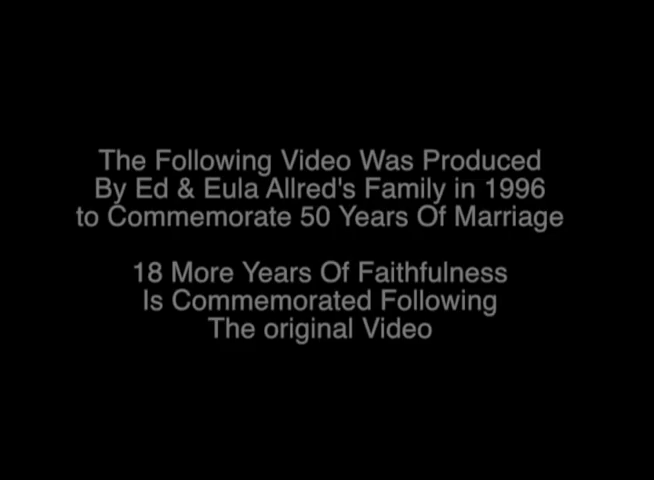 The Following Video Was Produced
By Ed & Eula Allred's Family in 1996
to Commemorate 50 Years Of Marriage
18 More Years Of Faithfulness
Is Commemorated Following
The original Video